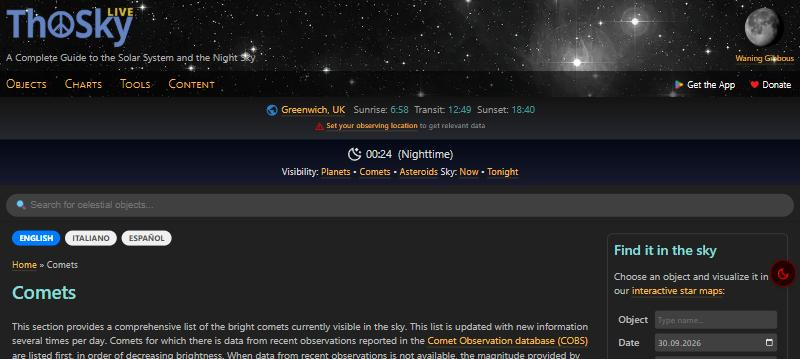 TheSky LIVE
A Complete Guide to the Solar System and the Night Sky
Waning Gibbous
Objects Charts Tools Content Get the App Donate
Greenwich, UK Sunrise: 6:58 Transit: 12:49 Sunset: 18:40
Set your observing location to get relevant data
00:24 (Nighttime)
Visibility: Planets • Comets • Asteroids Sky: Now • Tonight
Search for celestial objects...
ENGLISH ITALIANO ESPAÑOL
Home » Comets
Comets
This section provides a comprehensive list of the bright comets currently visible in the sky. This list is updated with new information
several times per day. Comets for which there is data from recent observations reported in the Comet Observation database (COBS)
are listed first, in order of decreasing brightness. When data from recent observations is not available, the magnitude provided by
Find it in the sky
Choose an object and visualize it in
our interactive star maps:
Object Type name...
Date 30.09.2026